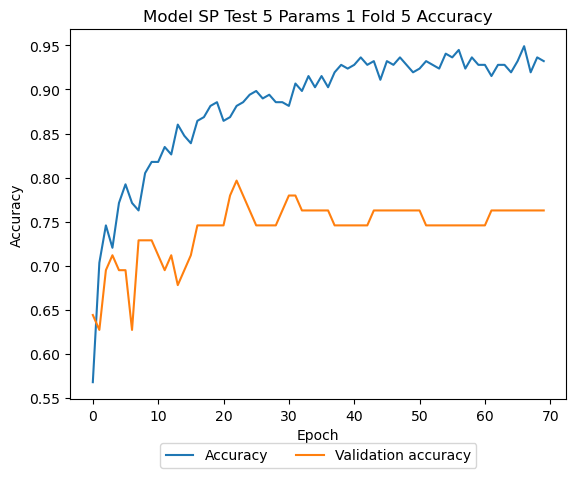 Model SP Test 5 Params 1 Fold 5 Accuracy
0.95
0.90
0.85
0.80
0.75
0.70
0.65
0.60
0.55
Accuracy
0 10 20 30 40 50 60 70
Epoch
Accuracy Validation accuracy